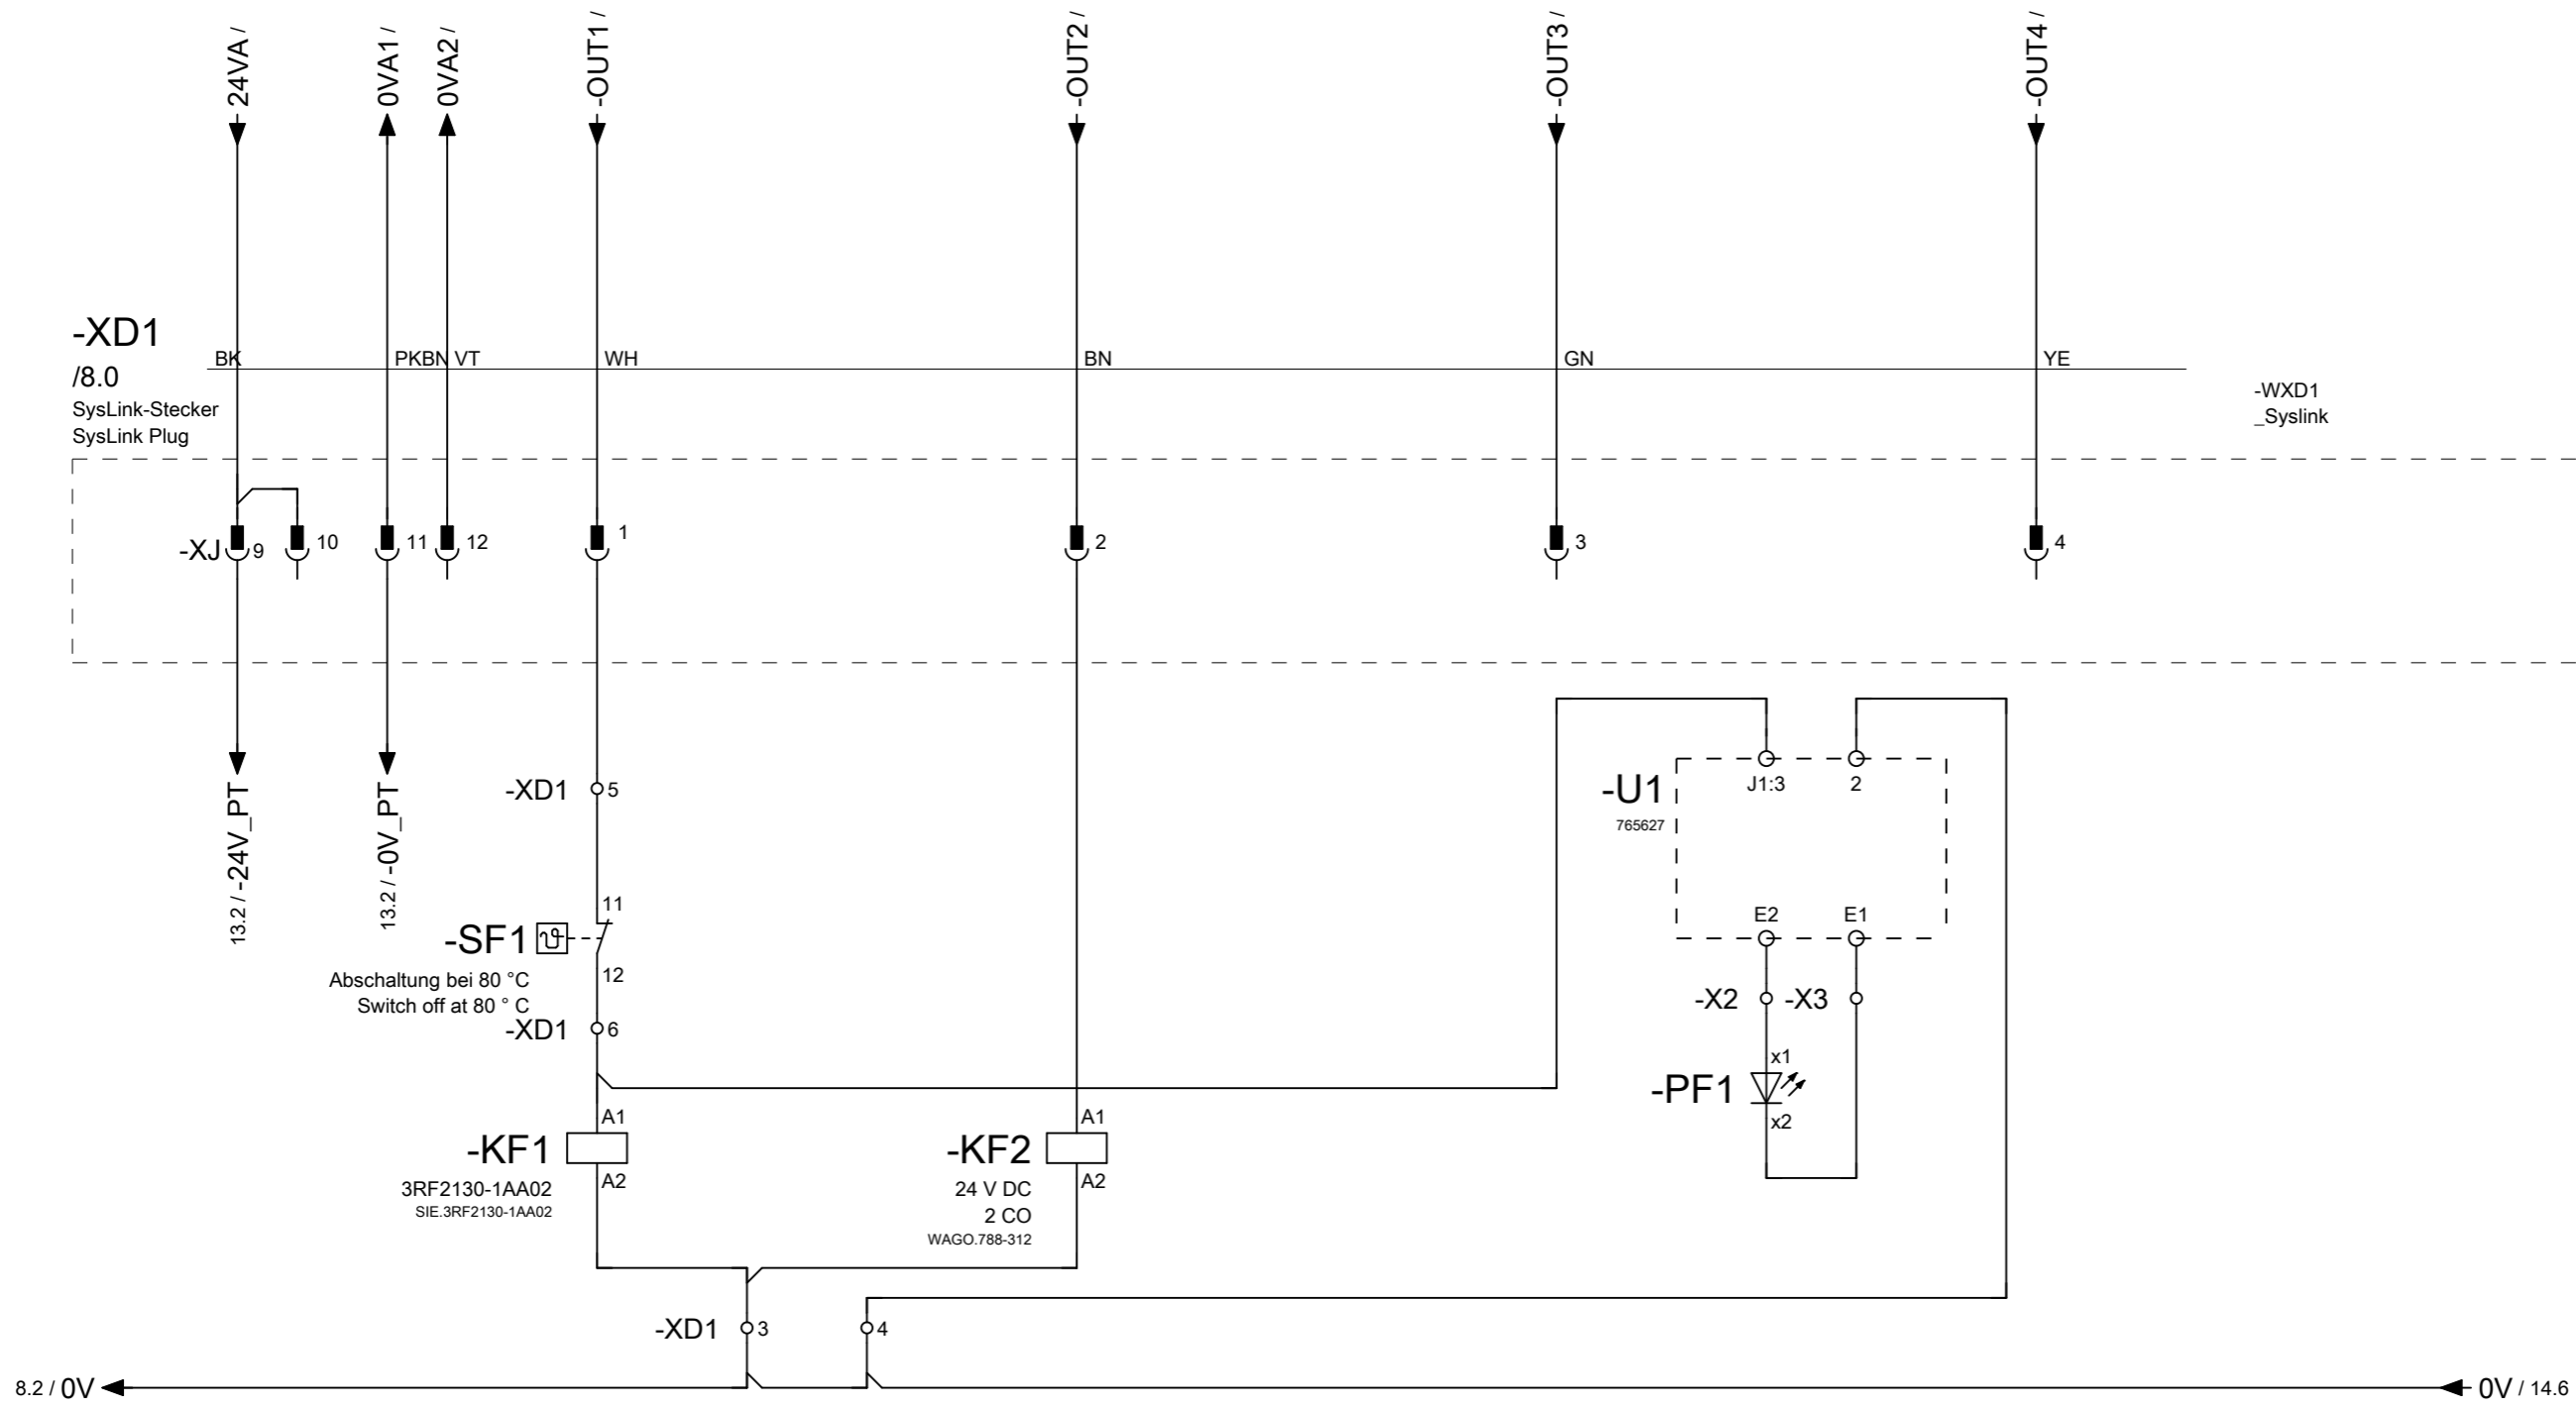 24VA /
0VA1 /
0VA2 /
-OUT1 /
-OUT2 /
-OUT3 /
-OUT4 /
-XD1
/8.0
SysLink-Stecker
SysLink Plug
BK
PKBN
VT
WH
BN
GN
YE
-WXD1
_Syslink
-XJ
9
10
11
12
1
2
3
4
13.2 / -24V_PT
13.2 / -0V_PT
-XD1
5
-U1
765627
J1:3
2
E2
E1
11
-SF1
12
Abschaltung bei 80 °C
Switch off at 80 ° C
-XD1
6
-X2
-X3
x1
-PF1
x2
A1
-KF1
A2
3RF2130-1AA02
SIE.3RF2130-1AA02
A1
-KF2
A2
24 V DC
2 CO
WAGO.788-312
-XD1
3
4
8.2 / 0V
0V / 14.6